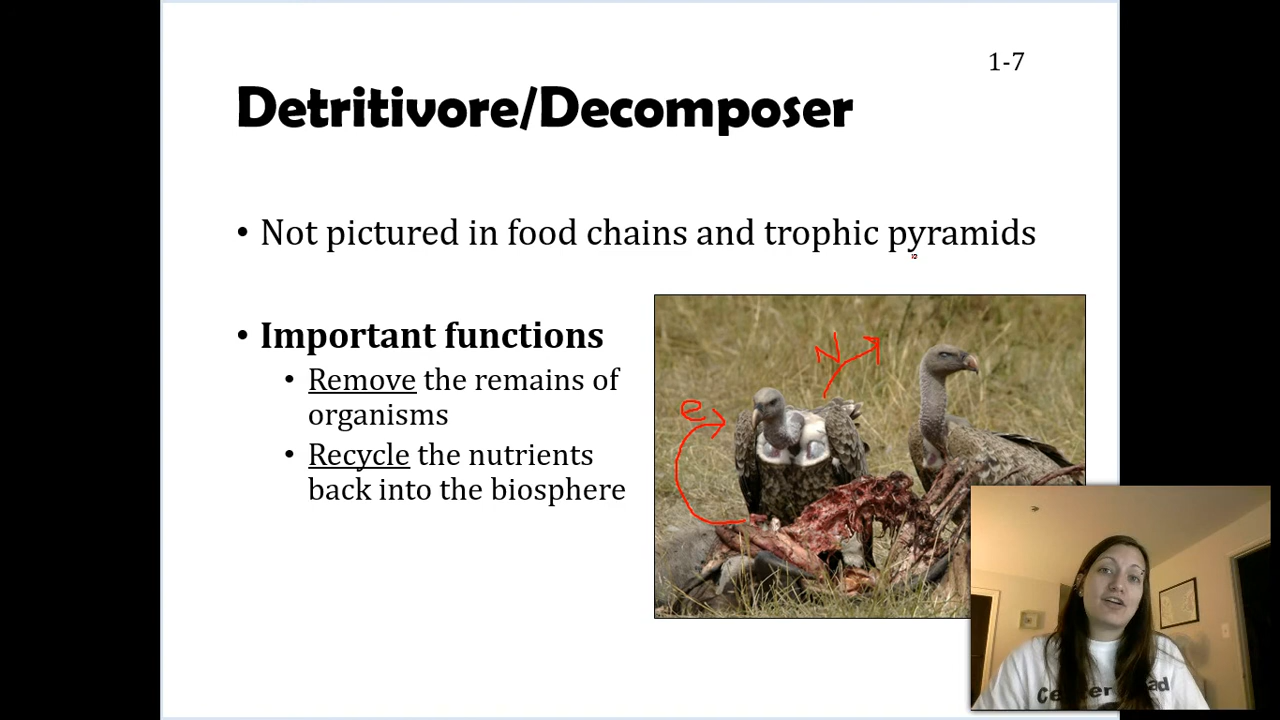 1-7
Detritivore/Decomposer
• Not pictured in food chains and trophic pyramids
• Important functions
• Remove the remains of
organisms
• Recycle the nutrients
back into the biosphere
N
e